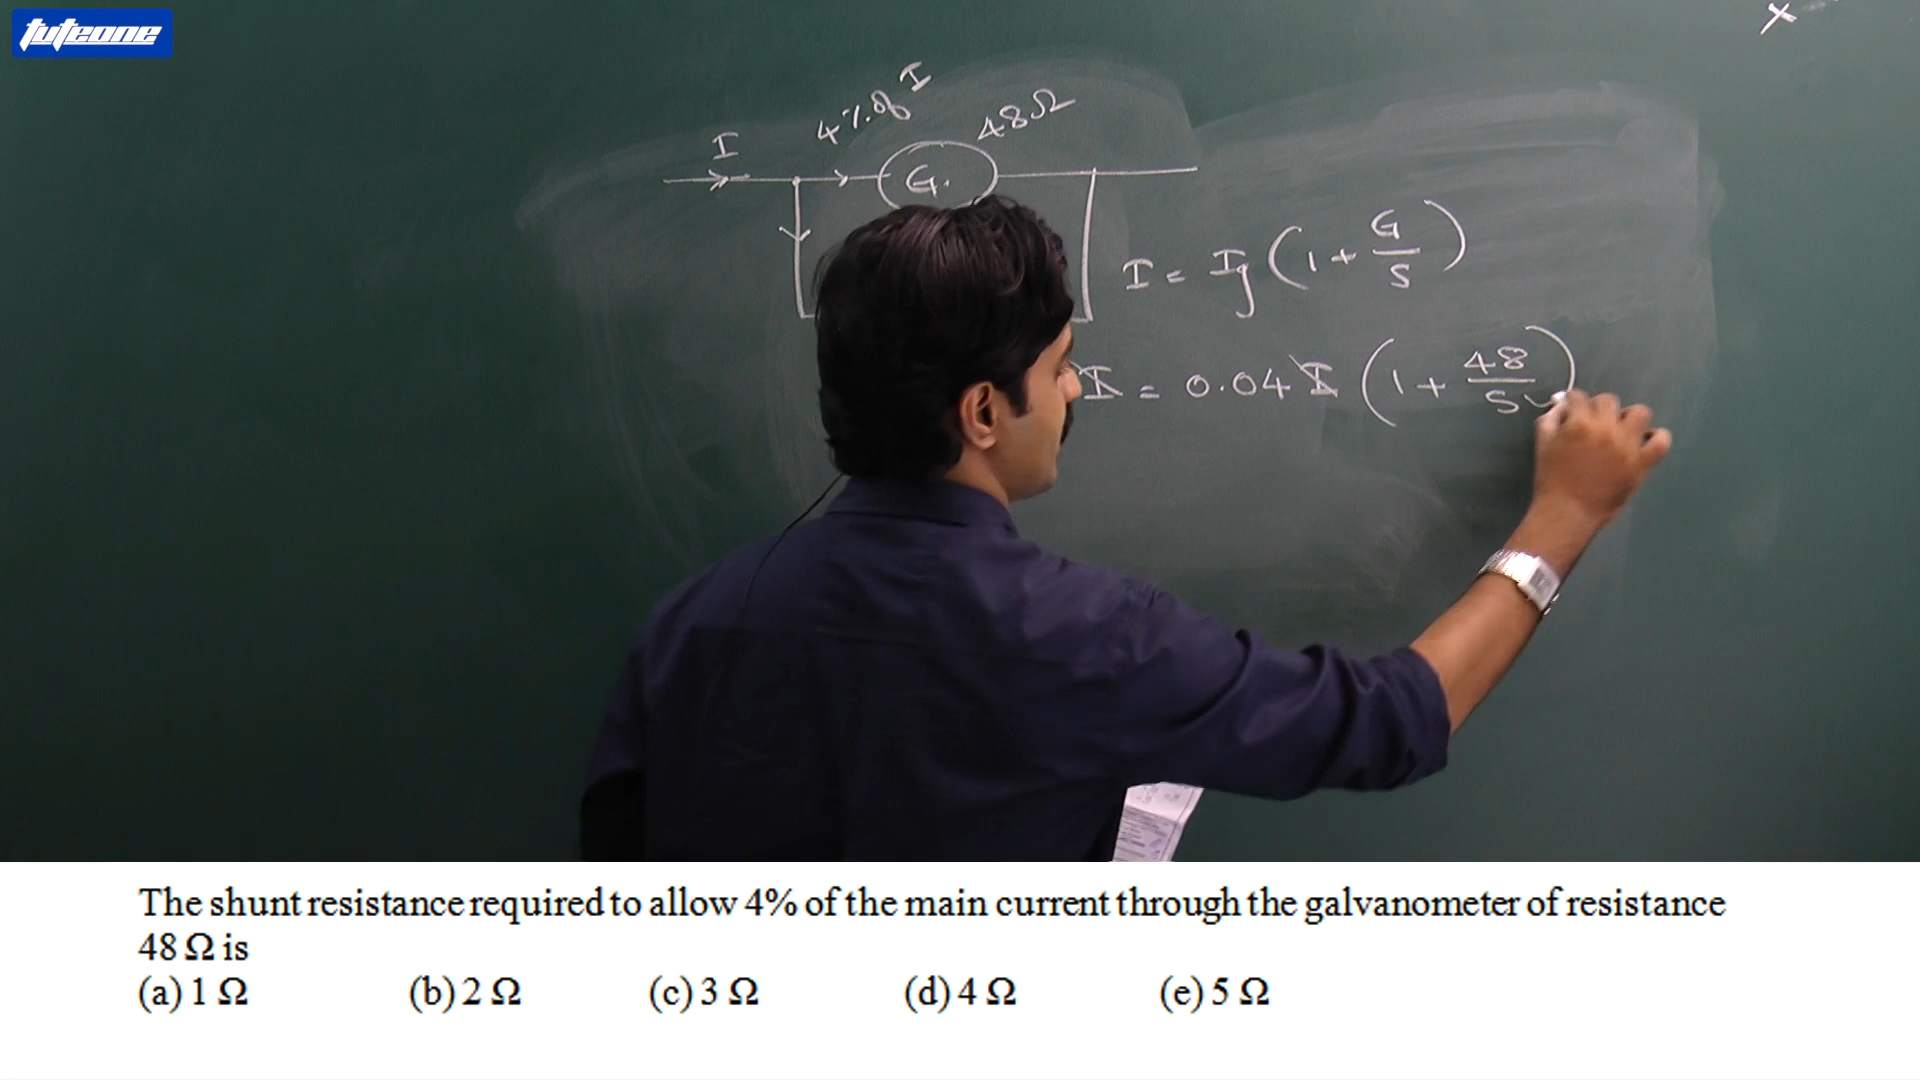 tuteone
I
4% of I
48Ω
G.
I = Ig (1 + G/S)
I = 0.04 I (1 + 48/S)
The shunt resistance required to allow 4% of the main current through the galvanometer of resistance
48 Ω is
(a) 1 Ω (b) 2 Ω (c) 3 Ω (d) 4 Ω (e) 5 Ω